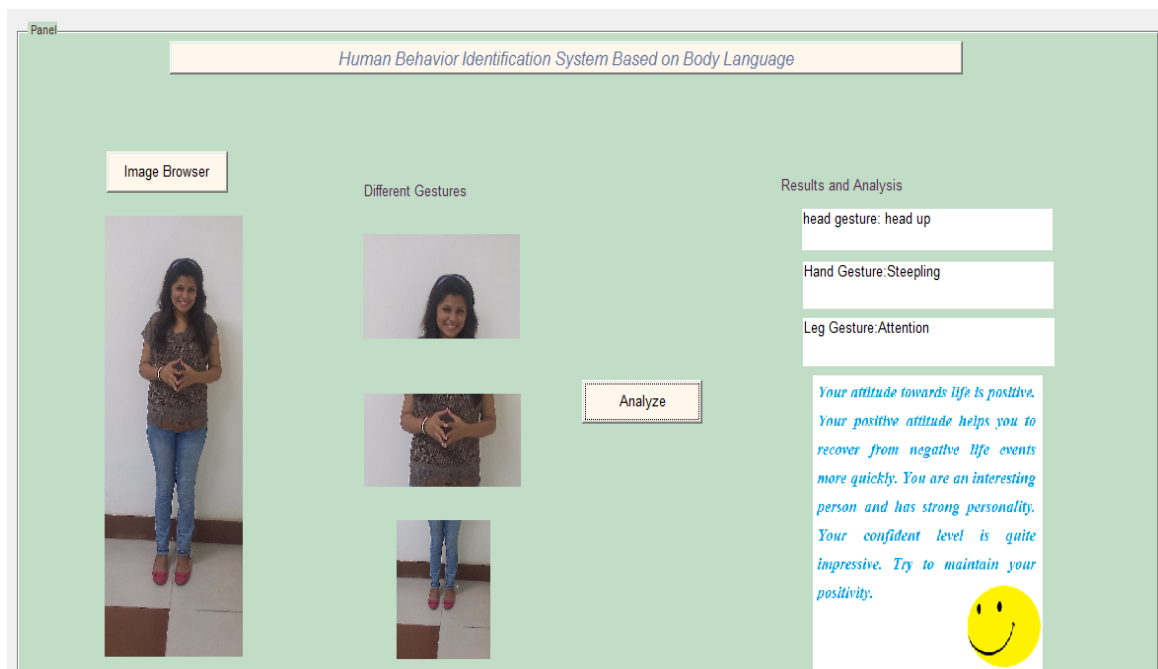 Panel
Human Behavior Identification System Based on Body Language
Image Browser
Different Gestures
Results and Analysis
head gesture: head up
Hand Gesture:Steepling
Leg Gesture:Attention
Analyze
Your attitude towards life is positive.
Your positive attitude helps you to
recover from negative life events
more quickly. You are an interesting
person and has strong personality.
Your confident level is quite
impressive. Try to maintain your
positivity.